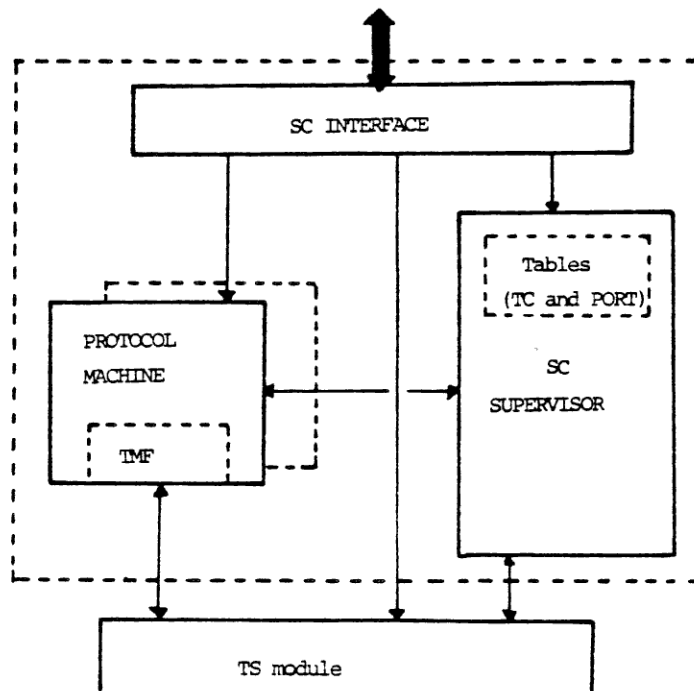 SC INTERFACE
Tables
(TC and PORT)
SC
SUPERVISOR
PROTOCOL
MACHINE
TMF
TS module